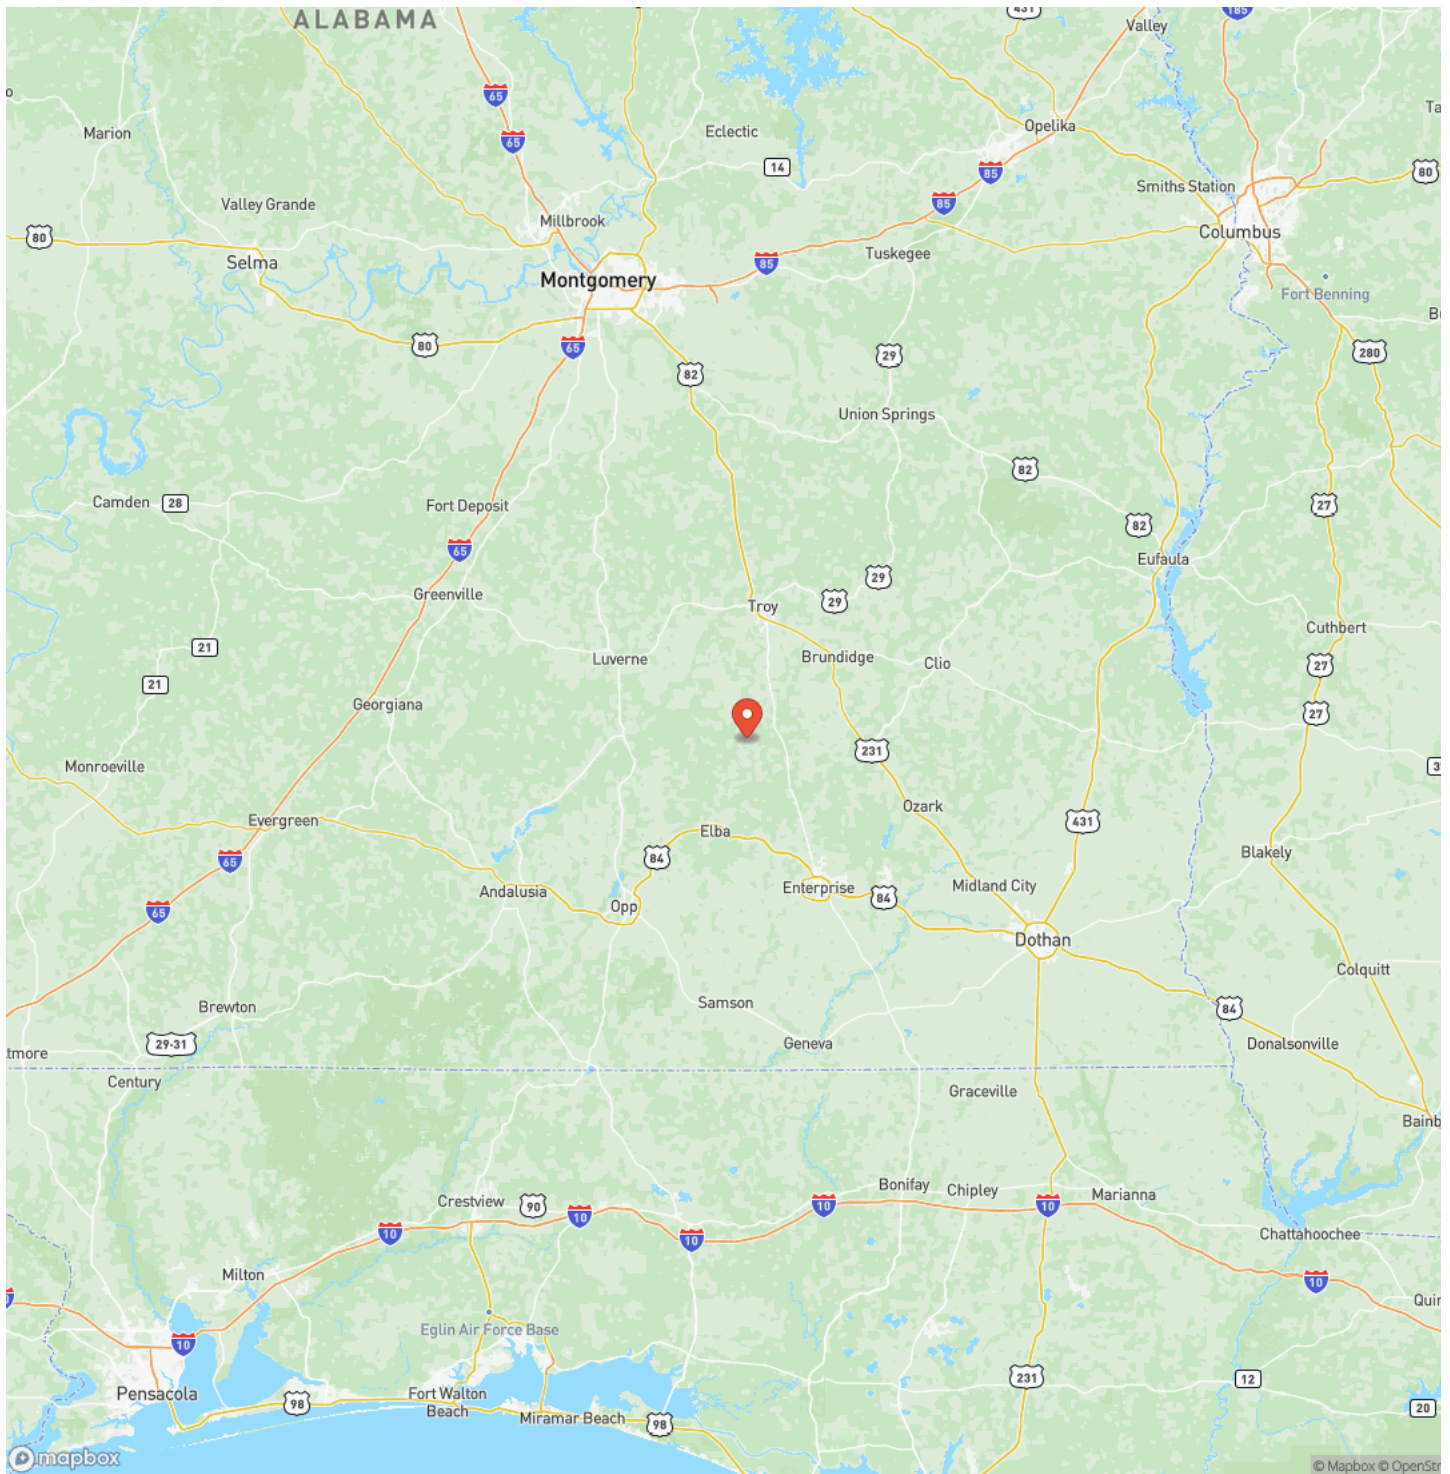 ALABAMA
431
185
Valley
65
Marion
65
Eclectic
Opelika
14
85
80
Smiths Station
Valley Grande
85
Millbrook
Columbus
80
Selma
Tuskegee
85
Montgomery
Fort Benning
65
80
29
280
82
Union Springs
82
Camden
28
Fort Deposit
27
82
65
Eufaula
29
Greenville
29
Troy
Cuthbert
21
Luverne
Brundidge
Clio
27
21
Georgiana
27
231
Monroeville
Ozark
Evergreen
431
Elba
84
65
Blakely
Enterprise
Midland City
Andalusia
84
Opp
65
Dothan
Colquitt
Samson
Brewton
84
29-31
Geneva
Donalsonville
tmore
Century
Graceville
Bainb
Bonifay
Chipley
Marianna
Crestview
90
10
10
10
10
10
Chattahoochee
Milton
10
Quin
Eglin Air Force Base
10
231
12
Pensacola
Fort Walton
Beach
98
20
Miramar Beach
98
mapbox
© Mapbox © OpenStr